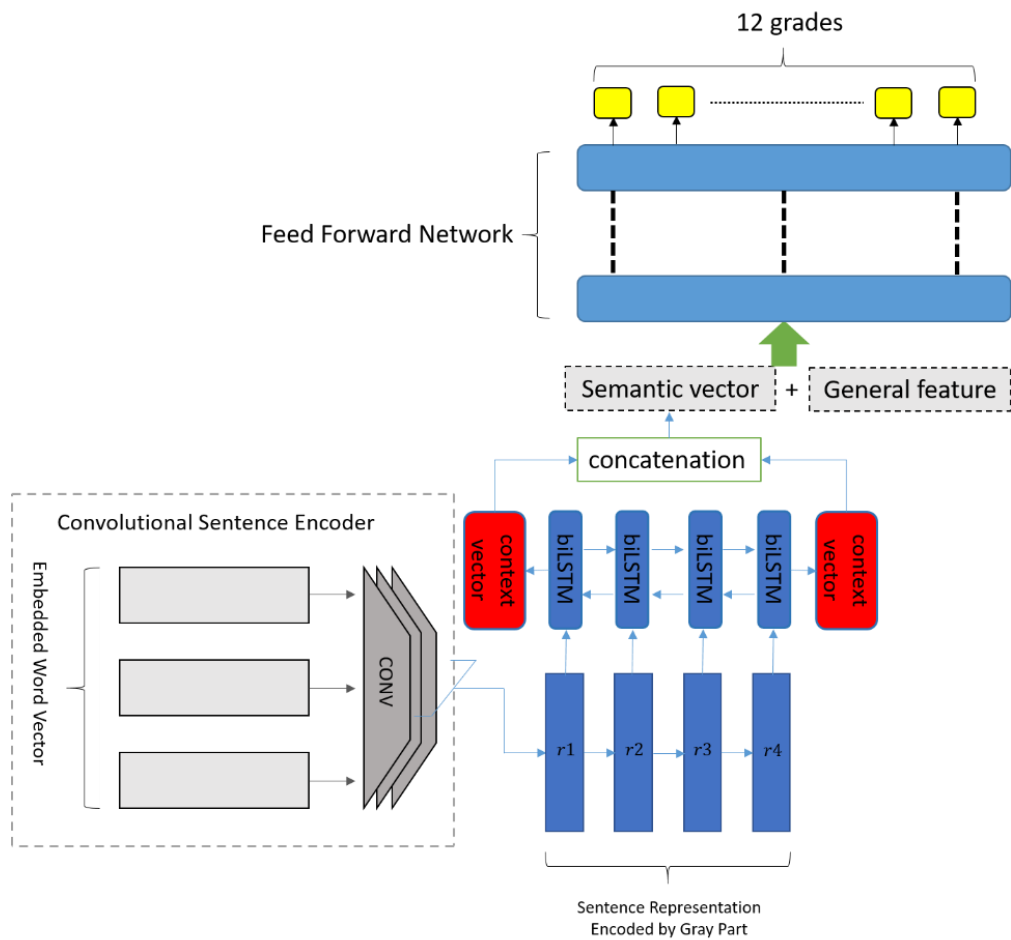 12 grades
Feed Forward Network
Semantic vector + General feature
concatenation
Convolutional Sentence Encoder
Embedded Word Vector
CONV
context
vector
biLSTM
biLSTM
biLSTM
biLSTM
context
vector
r1
r2
r3
r4
Sentence Representation
Encoded by Gray Part